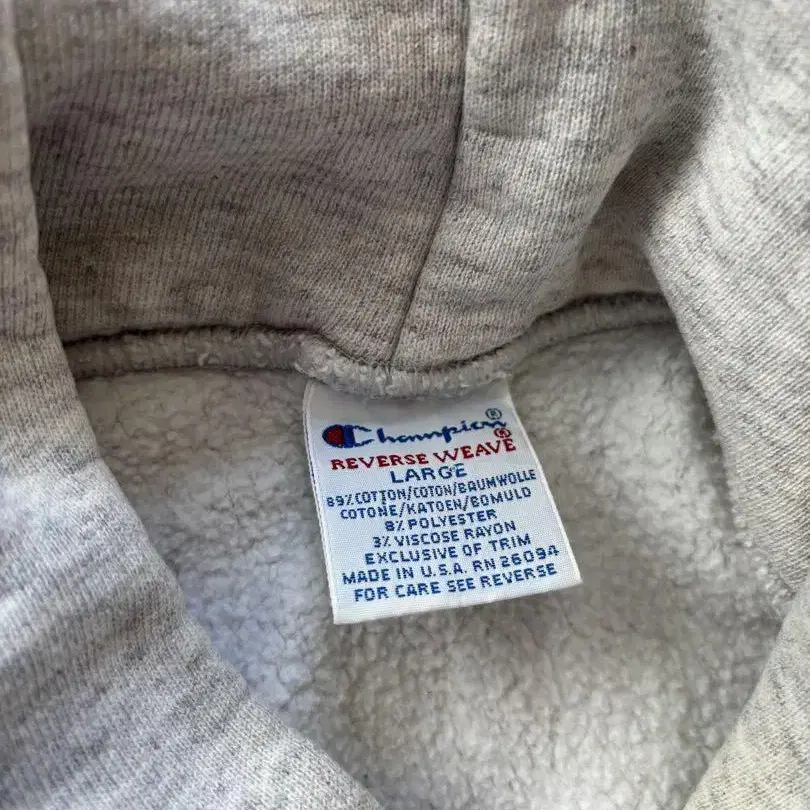 Champion®
REVERSE WEAVE®
LARGE
89% COTTON/COTON/BAUMWOLLE
COTONE/KATOEN/BOMULD
8% POLYESTER
3% VISCOSE RAYON
EXCLUSIVE OF TRIM
MADE IN U.S.A. RN 26094
FOR CARE SEE REVERSE